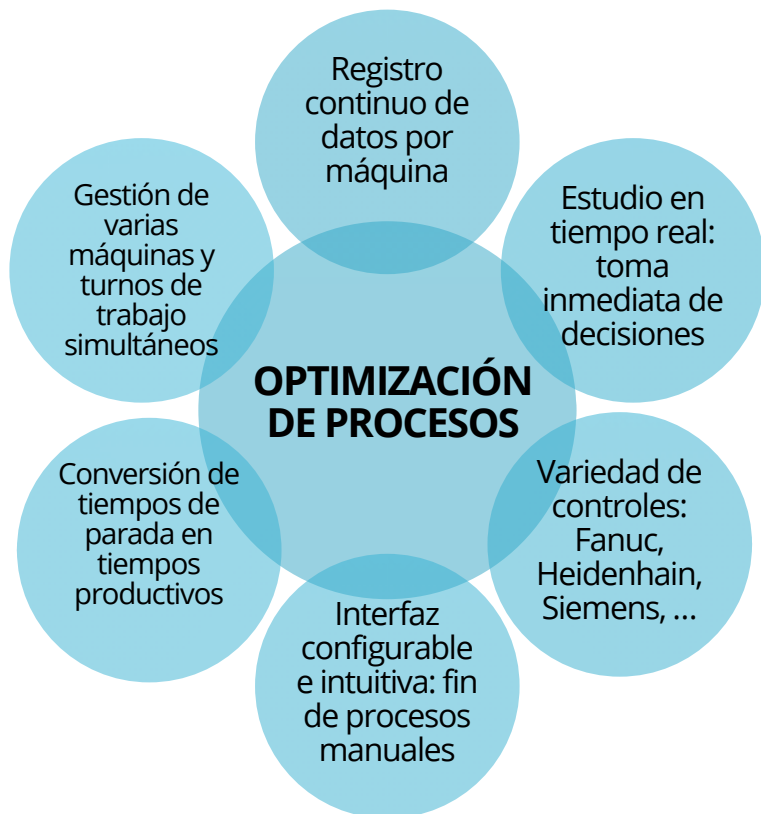 Registro
continuo de
datos por
máquina
Estudio en
tiempo real:
toma
inmediata de
decisiones
Variedad de
controles:
Fanuc,
Heidenhain,
Siemens, ...
Interfaz
configurable
e intuitiva: fin
de procesos
manuales
Conversión de
tiempos de
parada en
tiempos
productivos
Gestión de
varias
máquinas y
turnos de
trabajo
simultáneos
OPTIMIZACIÓN
DE PROCESOS